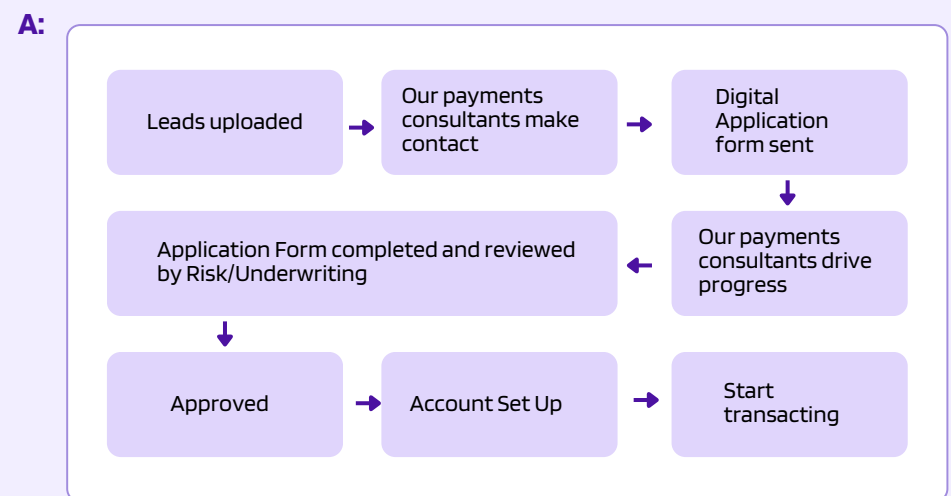 A:
Leads uploaded
Our payments
consultants make
contact
Digital
Application
form sent
Our payments
consultants drive
progress
Application Form completed and reviewed
by Risk/Underwriting
Approved
Account Set Up
Start
transacting